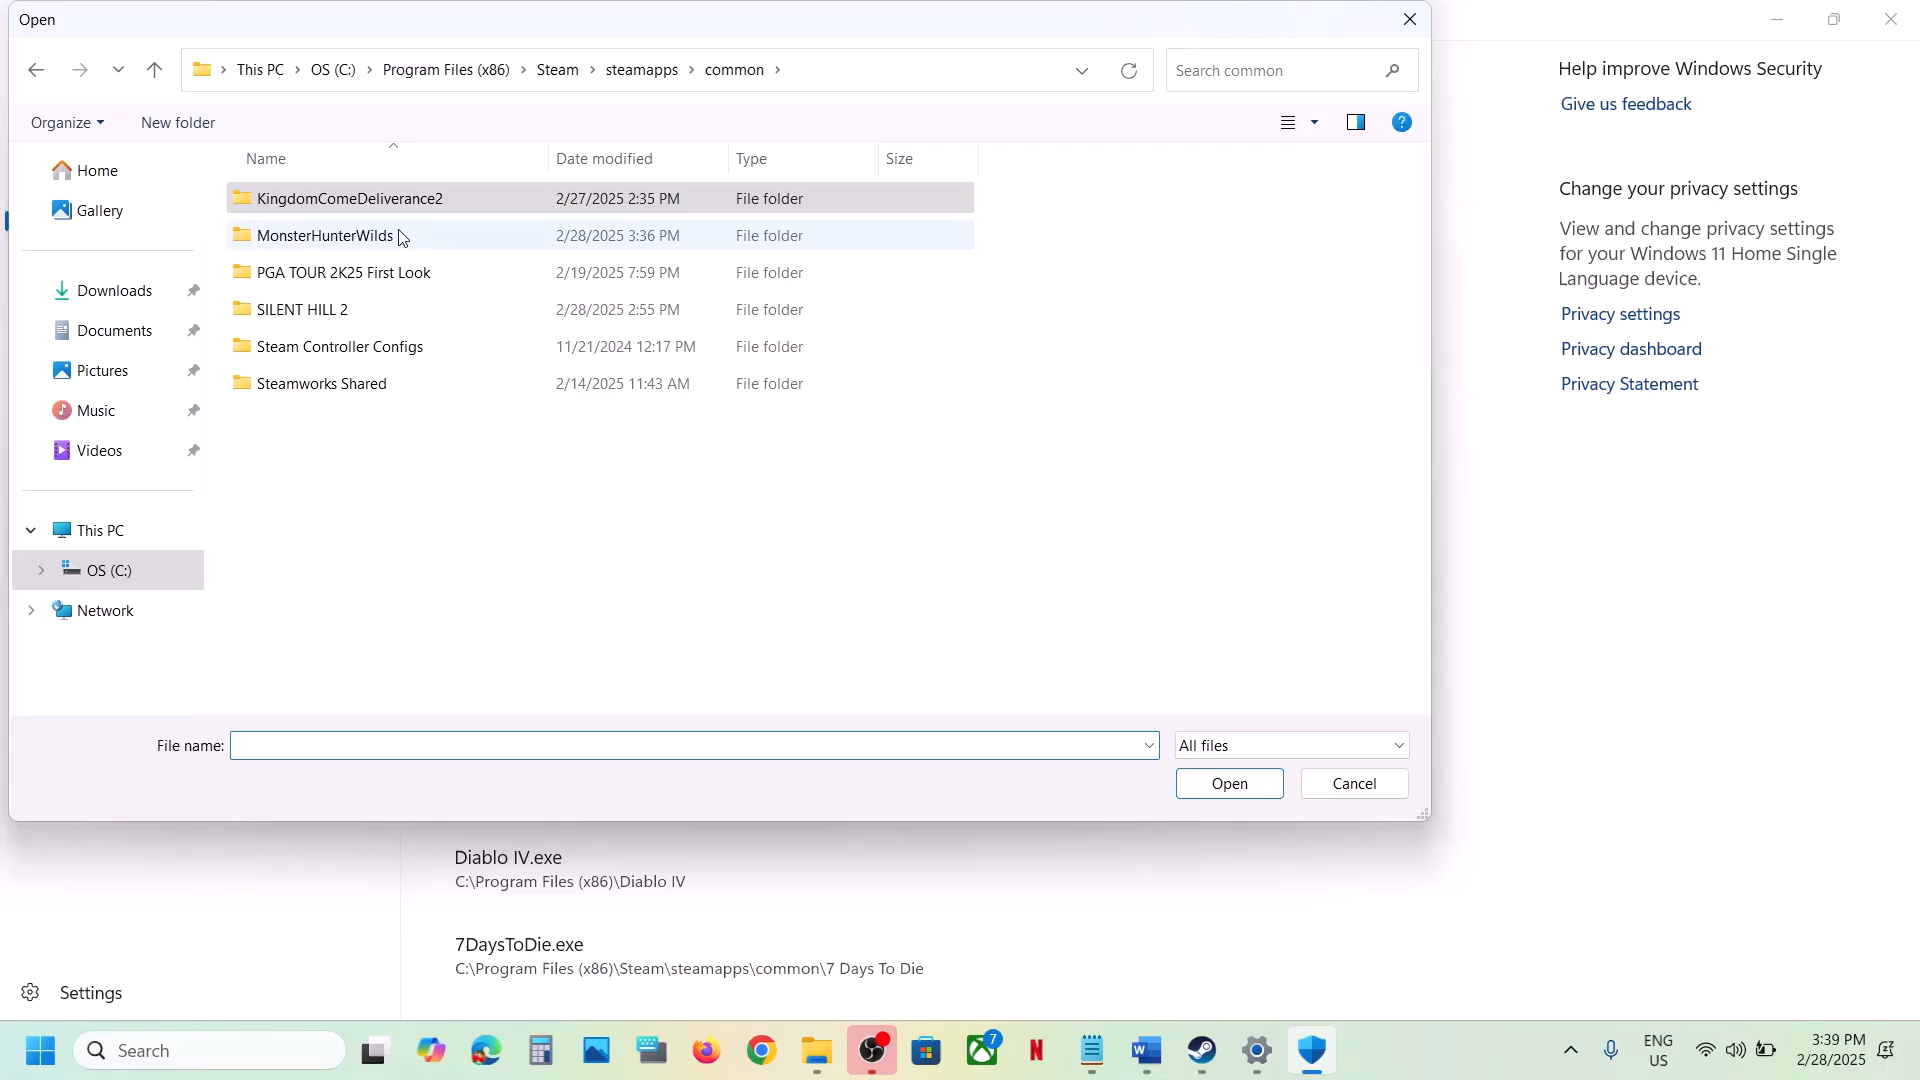 Open
This PC > OS (C:) > Program Files (x86) > Steam > steamapps > common >
Search common
Organize
New folder
?
Name
Date modified
Type
Size
Home
Gallery
Downloads
Documents
Pictures
Music
Videos
This PC
OS (C:)
Network
KingdomComeDeliverance2 2/27/2025 2:35 PM File folder
MonsterHunterWilds 2/28/2025 3:36 PM File folder
PGA TOUR 2K25 First Look 2/19/2025 7:59 PM File folder
SILENT HILL 2 2/28/2025 2:55 PM File folder
Steam Controller Configs 11/21/2024 12:17 PM File folder
Steamworks Shared 2/14/2025 11:43 AM File folder
File name:
All files
Open
Cancel
Help improve Windows Security
Give us feedback
Change your privacy settings
View and change privacy settings
for your Windows 11 Home Single
Language device.
Privacy settings
Privacy dashboard
Privacy Statement
Diablo IV.exe
C:\Program Files (x86)\Diablo IV
7DaysToDie.exe
C:\Program Files (x86)\Steam\steamapps\common\7 Days To Die
Settings
Search
7
N
W
ENG
US
3:39 PM
2/28/2025